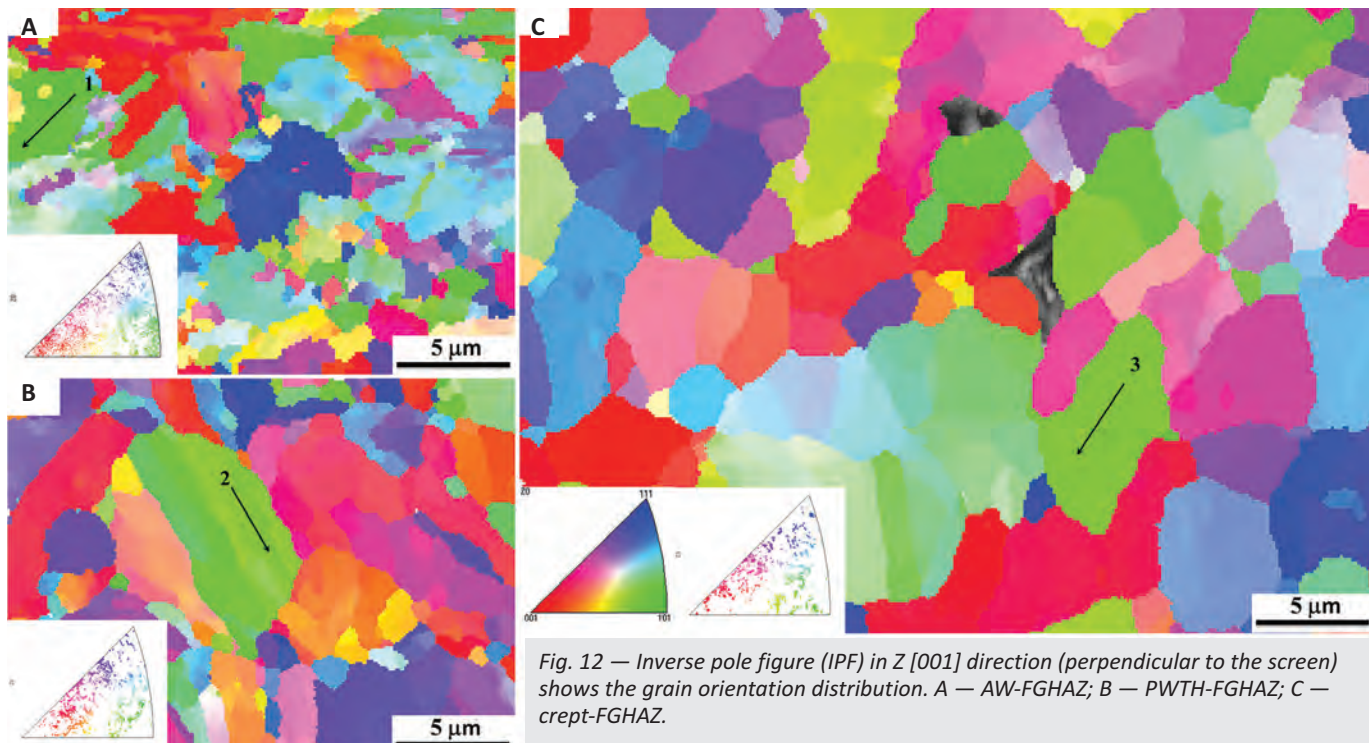 A
1
5 μm
B
2
5 μm
C
3
111
001
101
5 μm
Fig. 12 — Inverse pole figure (IPF) in Z [001] direction (perpendicular to the screen)
shows the grain orientation distribution. A — AW-FGHAZ; B — PWTH-FGHAZ; C —
crept-FGHAZ.